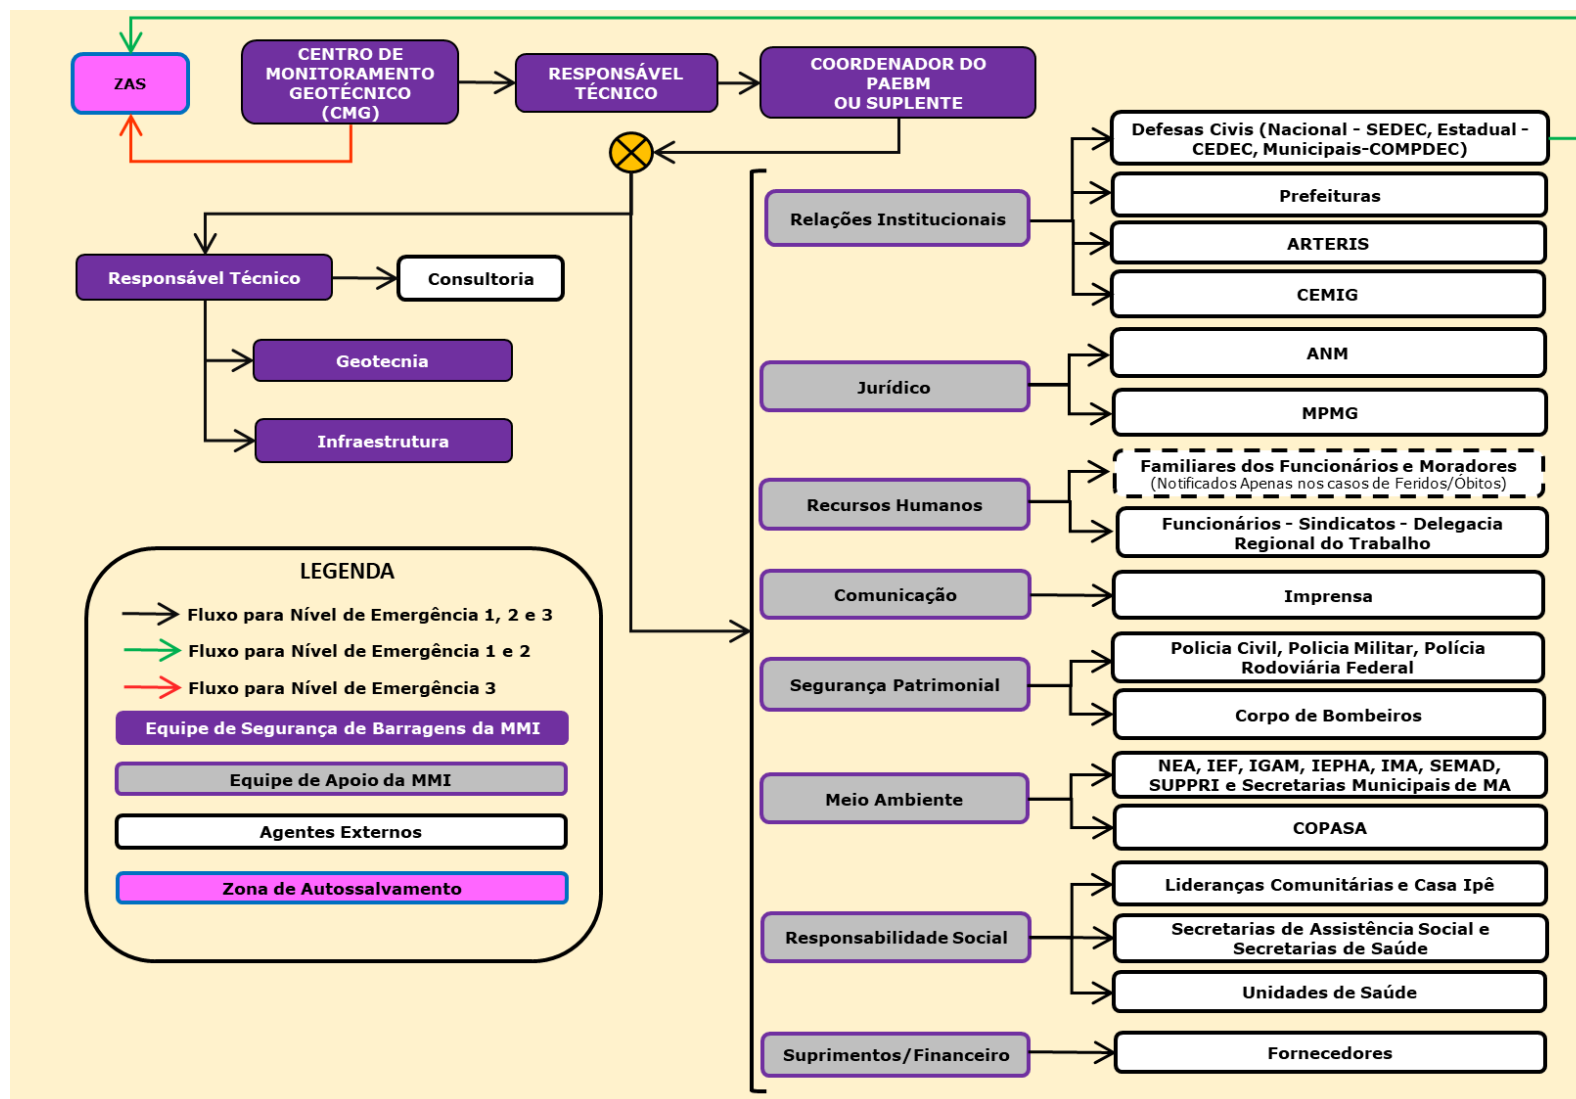 ZAS
CENTRO DE
MONITORAMENTO
GEOTÉCNICO
(CMG)
RESPONSÁVEL
TÉCNICO
COORDENADOR DO
PAEBM
OU SUPLENTE
Defesas Civis (Nacional - SEDEC, Estadual -
CEDEC, Municipais-COMPDEC)
Relações Institucionais
Prefeituras
ARTERIS
CEMIG
Responsável Técnico
Consultoria
Geotecnia
Infraestrutura
Jurídico
ANM
MPMG
Recursos Humanos
Familiares dos Funcionários e Moradores
(Notificados Apenas nos casos de Feridos/Óbitos)
Funcionários - Sindicatos - Delegacia
Regional do Trabalho
Comunicação
Imprensa
Segurança Patrimonial
Policia Civil, Policia Militar, Polícia
Rodoviária Federal
Corpo de Bombeiros
Meio Ambiente
NEA, IEF, IGAM, IEPHA, IMA, SEMAD,
SUPPRI e Secretarias Municipais de MA
COPASA
Responsabilidade Social
Lideranças Comunitárias e Casa Ipê
Secretarias de Assistência Social e
Secretarias de Saúde
Unidades de Saúde
Suprimentos/Financeiro
Fornecedores
LEGENDA
Fluxo para Nível de Emergência 1, 2 e 3
Fluxo para Nível de Emergência 1 e 2
Fluxo para Nível de Emergência 3
Equipe de Segurança de Barragens da MMI
Equipe de Apoio da MMI
Agentes Externos
Zona de Autossalvamento